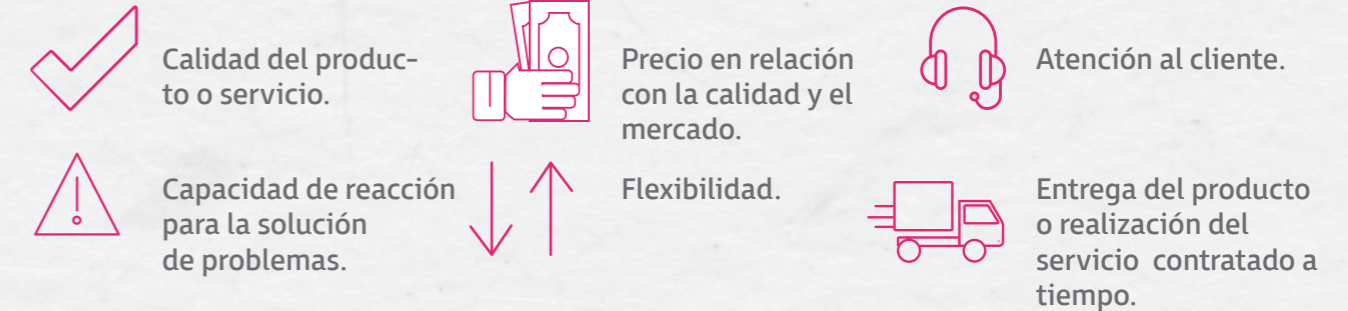 Calidad del produc-
to o servicio.
Precio en relación
con la calidad y el
mercado.
Atención al cliente.
Capacidad de reacción
para la solución
de problemas.
Flexibilidad.
Entrega del producto
o realización del
servicio contratado a
tiempo.